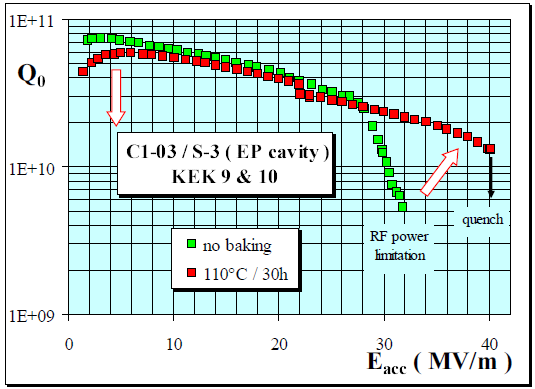 1E+11
Q0
C1-03 / S-3 ( EP cavity )
KEK 9 & 10
1E+10
quench
RF power
limitation
no baking
110°C / 30h
1E+09
0 10 20 30 40
Eacc ( MV/m )